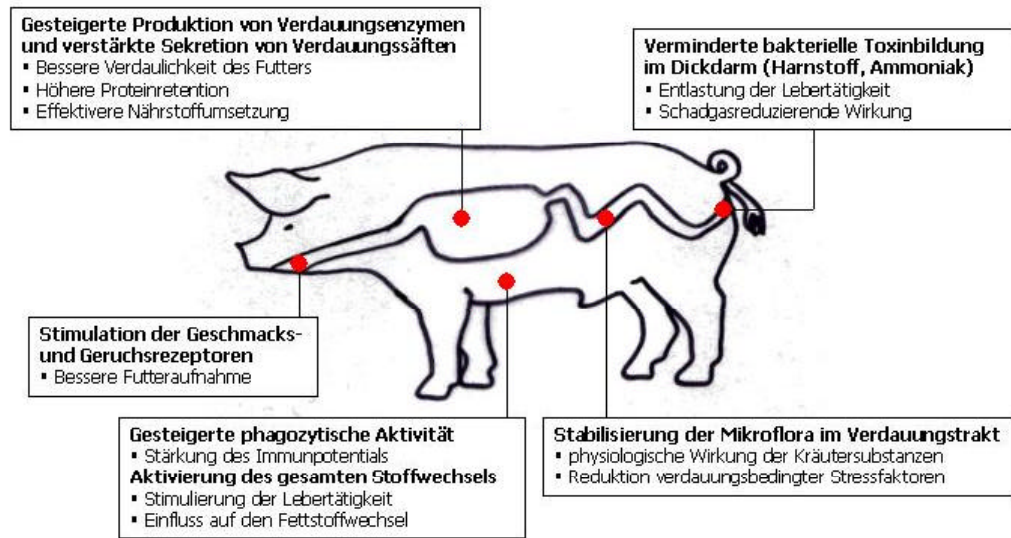 Gesteigerte Produktion von Verdauungsenzymen
und verstärkte Sekretion von Verdauungssäften
▪ Bessere Verdaulichkeit des Futters
▪ Höhere Proteinretention
▪ Effektivere Nährstoffumsetzung
Verminderte bakterielle Toxinbildung
im Dickdarm (Harnstoff, Ammoniak)
▪ Entlastung der Lebertätigkeit
▪ Schadgasreduzierende Wirkung
Stimulation der Geschmacks-
und Geruchsrezeptoren
▪ Bessere Futteraufnahme
Gesteigerte phagozytische Aktivität
▪ Stärkung des Immunpotentials
Aktivierung des gesamten Stoffwechsels
▪ Stimulierung der Lebertätigkeit
▪ Einfluss auf den Fettstoffwechsel
Stabilisierung der Mikroflora im Verdauungstrakt
▪ physiologische Wirkung der Kräutersubstanzen
▪ Reduktion verdauungsbedingter Stressfaktoren